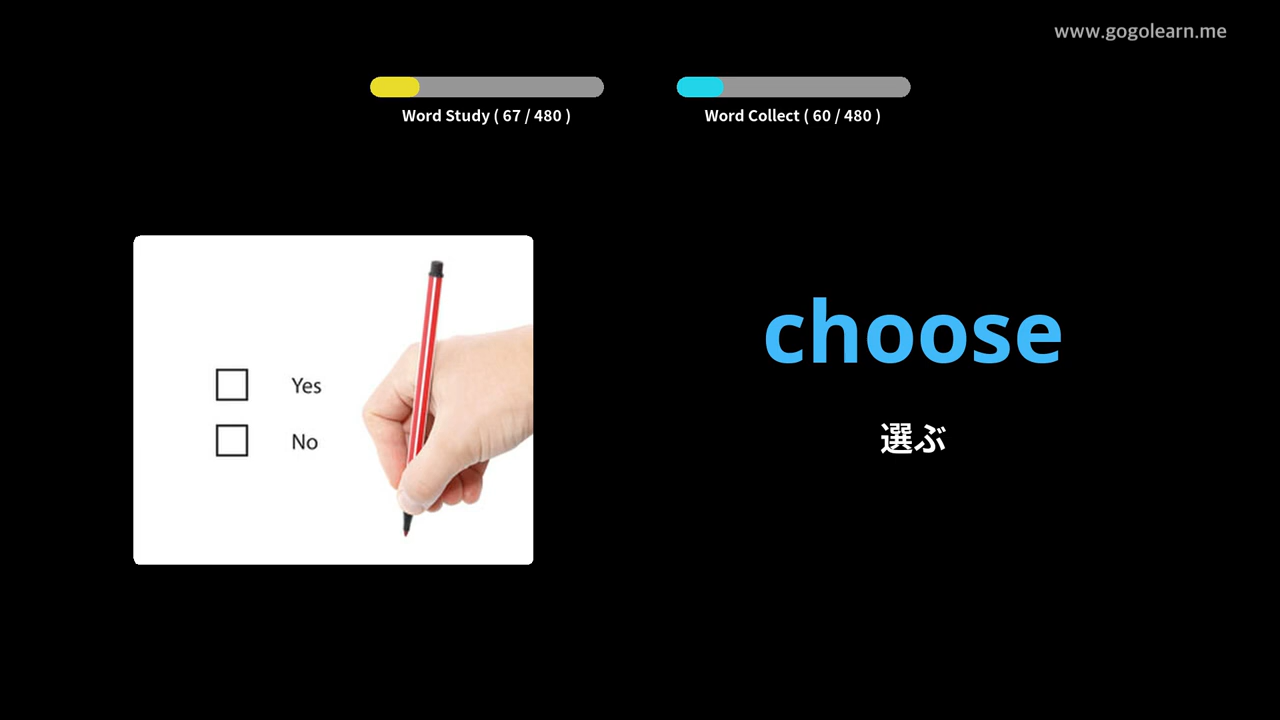 www.gogolearn.me
Word Study ( 67 / 480 )
Word Collect ( 60 / 480 )
Yes
No
choose
選ぶ